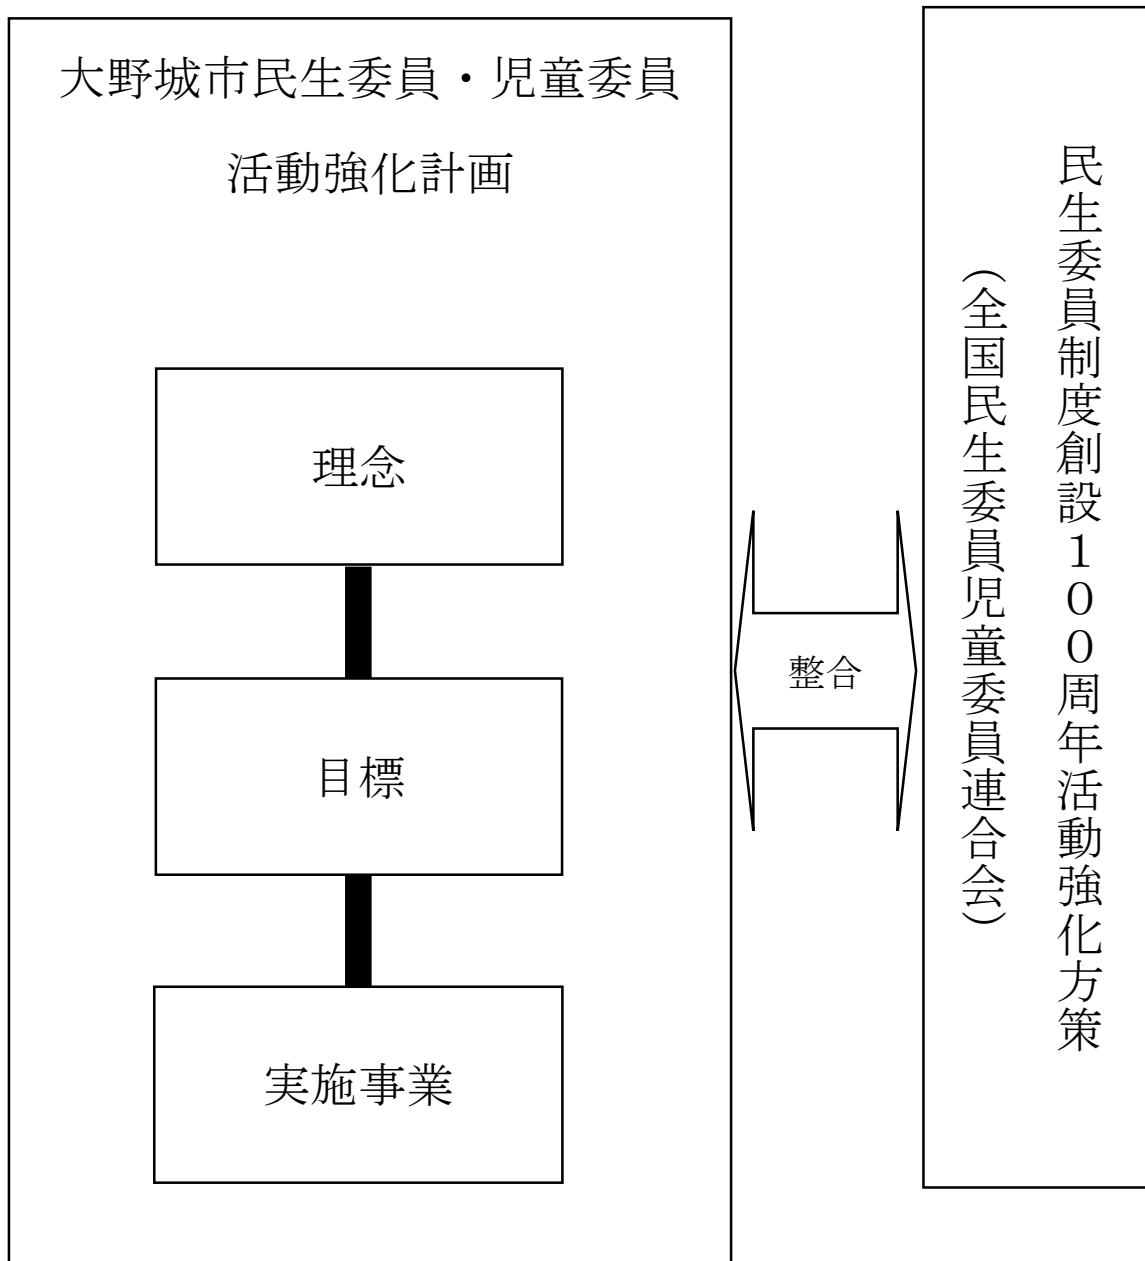 大野城市民生委員・児童委員
活動強化計画
理念
目標
実施事業
整合
民生委員制度創設１００周年活動強化方策
（全国民生委員児童委員連合会）